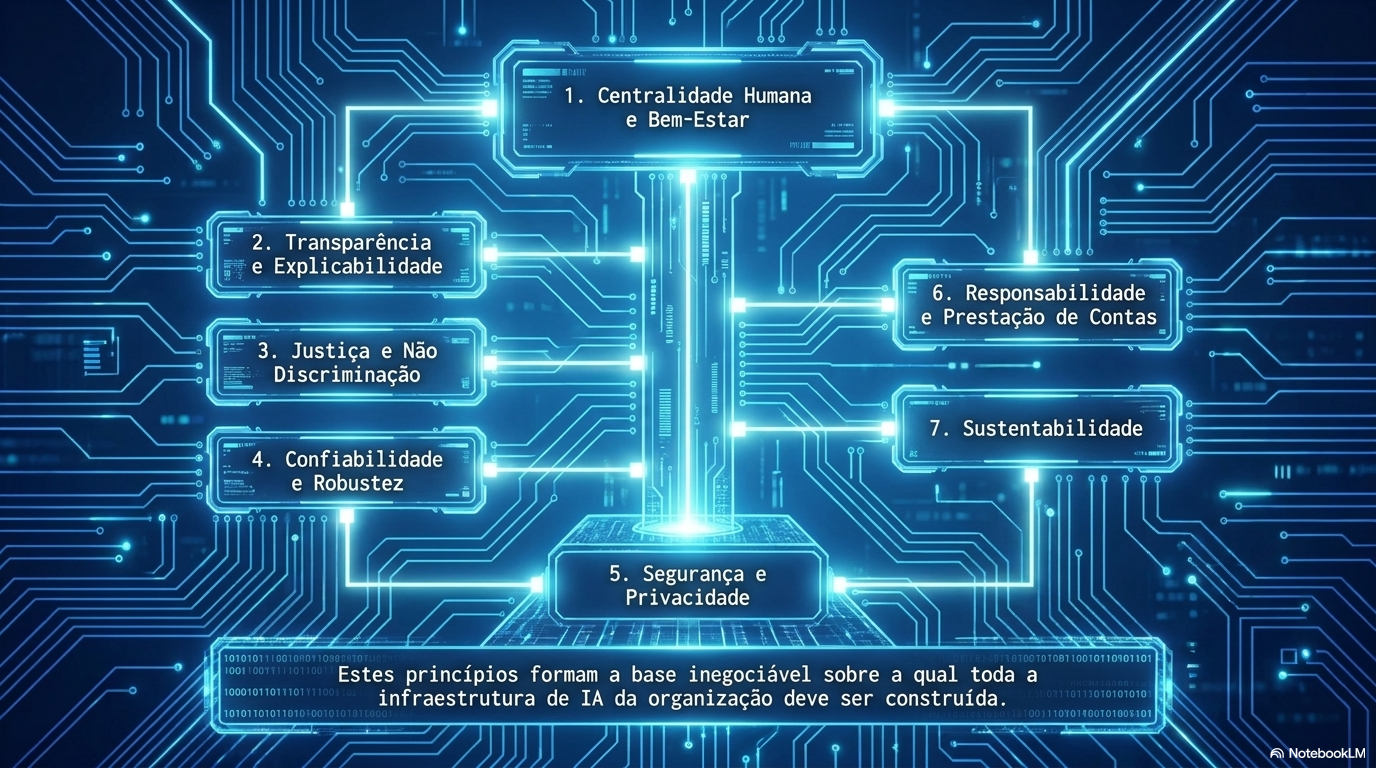 1. Centralidade Humana
e Bem-Estar
2. Transparência
e Explicabilidade
3. Justiça e Não
Discriminação
4. Confiabilidade
e Robustez
5. Segurança e
Privacidade
6. Responsabilidade
e Prestação de Contas
7. Sustentabilidade
Estes princípios formam a base inegociável sobre a qual toda a
infraestrutura de IA da organização deve ser construída.
NotebookLM